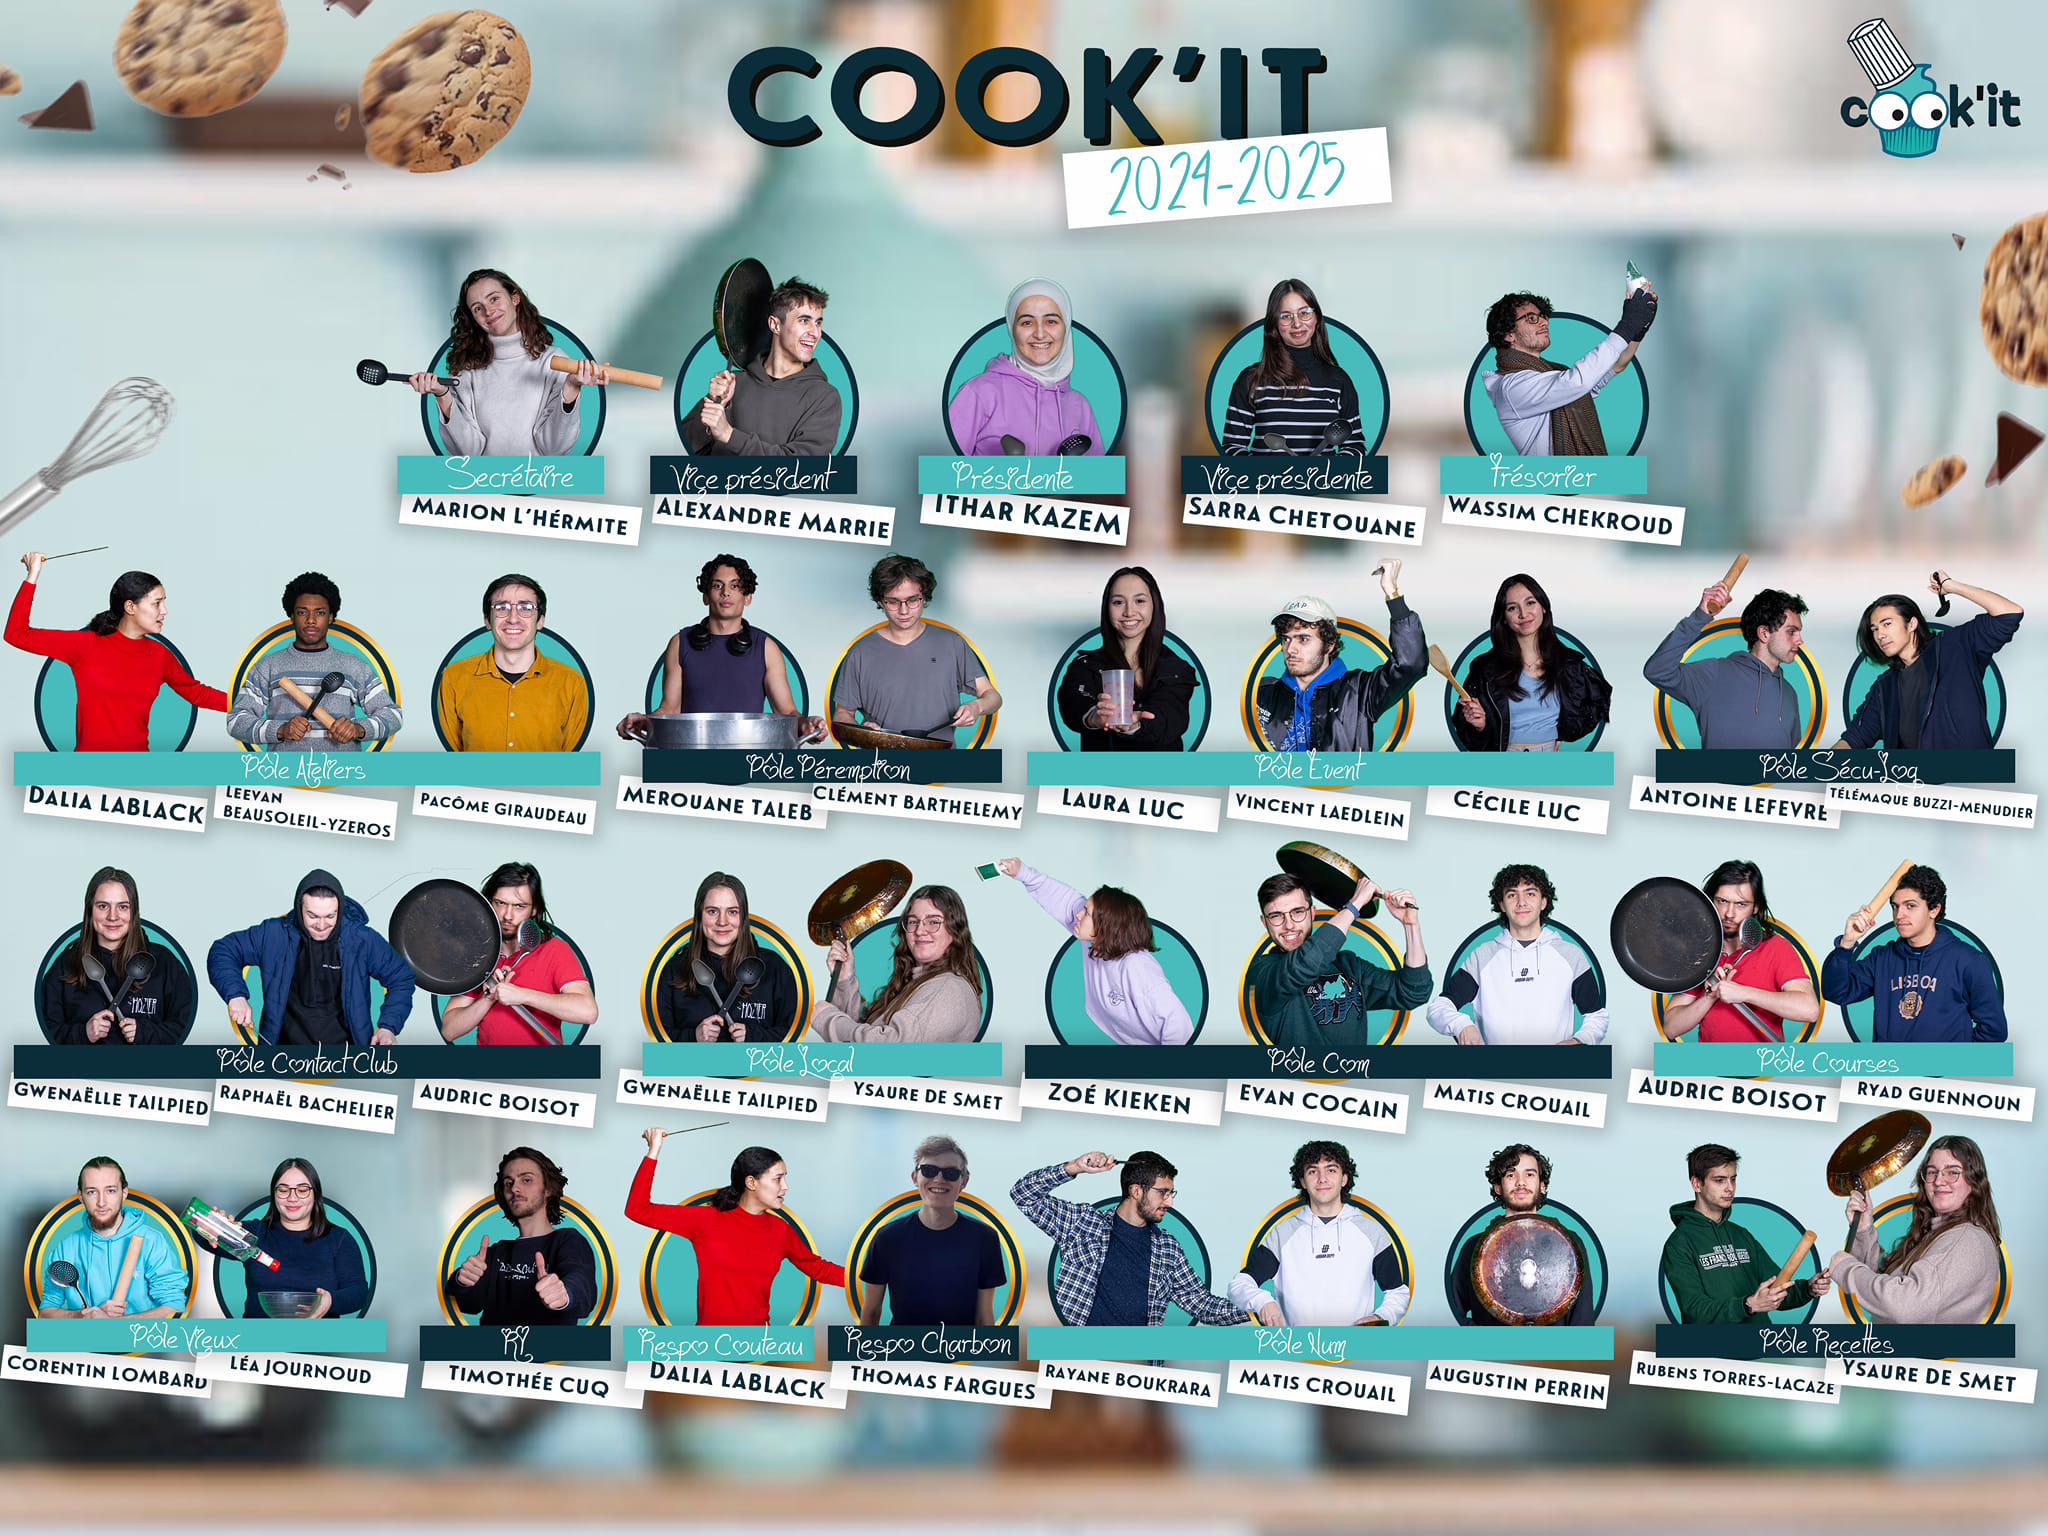 COOK'IT
2024-2025
cook'it
Secrétaire
Vice président
Présidente
Vice présidente
Trésorier
MARION L'HÉRMITE
ALEXANDRE MARRIE
ITHAR KAZEM
SARRA CHETOUANE
WASSIM CHEKROUD
GAP
Pôle Ateliers
Pôle Péremption
Pôle Event
Pôle Sécu-Log
DALIA LABLACK
LEEVAN
BEAUSOLEIL-YZEROS
PACÔME GIRAUDEAU
MEROUANE TALEB
CLÉMENT BARTHELEMY
LAURA LUC
VINCENT LAEDLEIN
CÉCILE LUC
ANTOINE LEFEVRE
TÉLÉMAQUE BUZZI-MENUDIER
HOZIER
HOZIER
LISBOA
Pôle Contact Club
Pôle Local
Pôle Com
Pôle Courses
GWENAËLLE TAILPIED
RAPHAËL BACHELIER
AUDRIC BOISOT
GWENAËLLE TAILPIED
YSAURE DE SMET
ZOÉ KIEKEN
EVAN COCAIN
MATIS CROUAIL
AUDRIC BOISOT
RYAD GUENNOUN
Pôle Vieux
RI
Respo Couteau
Respo Charbon
Pôle Num
Pôle Recettes
CORENTIN LOMBARD
LÉA JOURNOUD
TIMOTHÉE CUQ
DALIA LABLACK
THOMAS FARGUES
RAYANE BOUKRARA
MATIS CROUAIL
AUGUSTIN PERRIN
RUBENS TORRES-LACAZE
YSAURE DE SMET